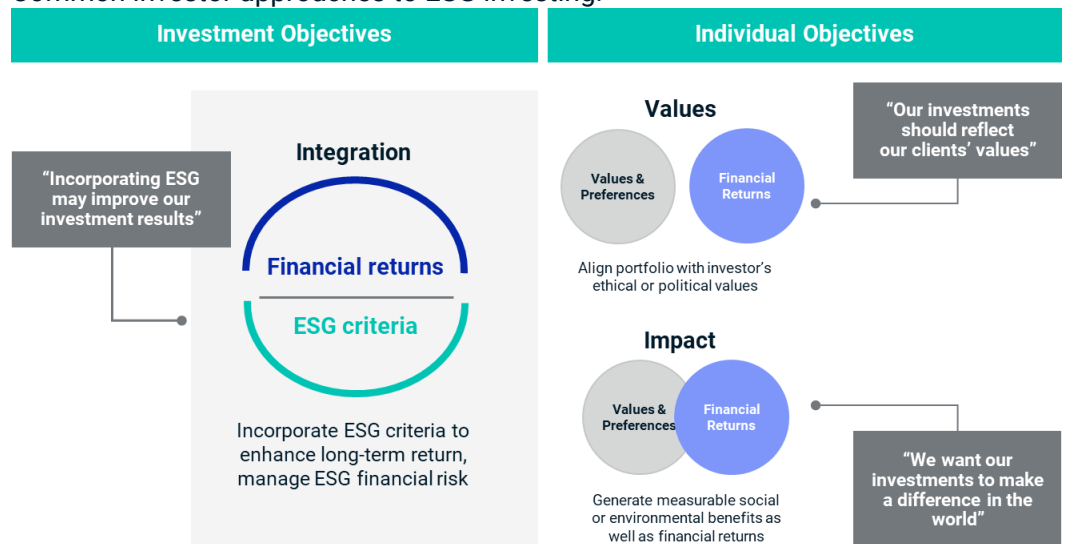 Common investor approaches to ESG investing:
Investment Objectives
Individual Objectives
"Incorporating ESG
may improve our
investment results"
Integration
Financial returns
ESG criteria
Incorporate ESG criteria to
enhance long-term return,
manage ESG financial risk
Values
Values &
Preferences
Financial
Returns
Align portfolio with investor's
ethical or political values
"Our investments
should reflect
our clients' values"
Impact
Values &
Preferences
Financial
Returns
Generate measurable social
or environmental benefits as
well as financial returns
"We want our
investments to make
a difference in the
world"